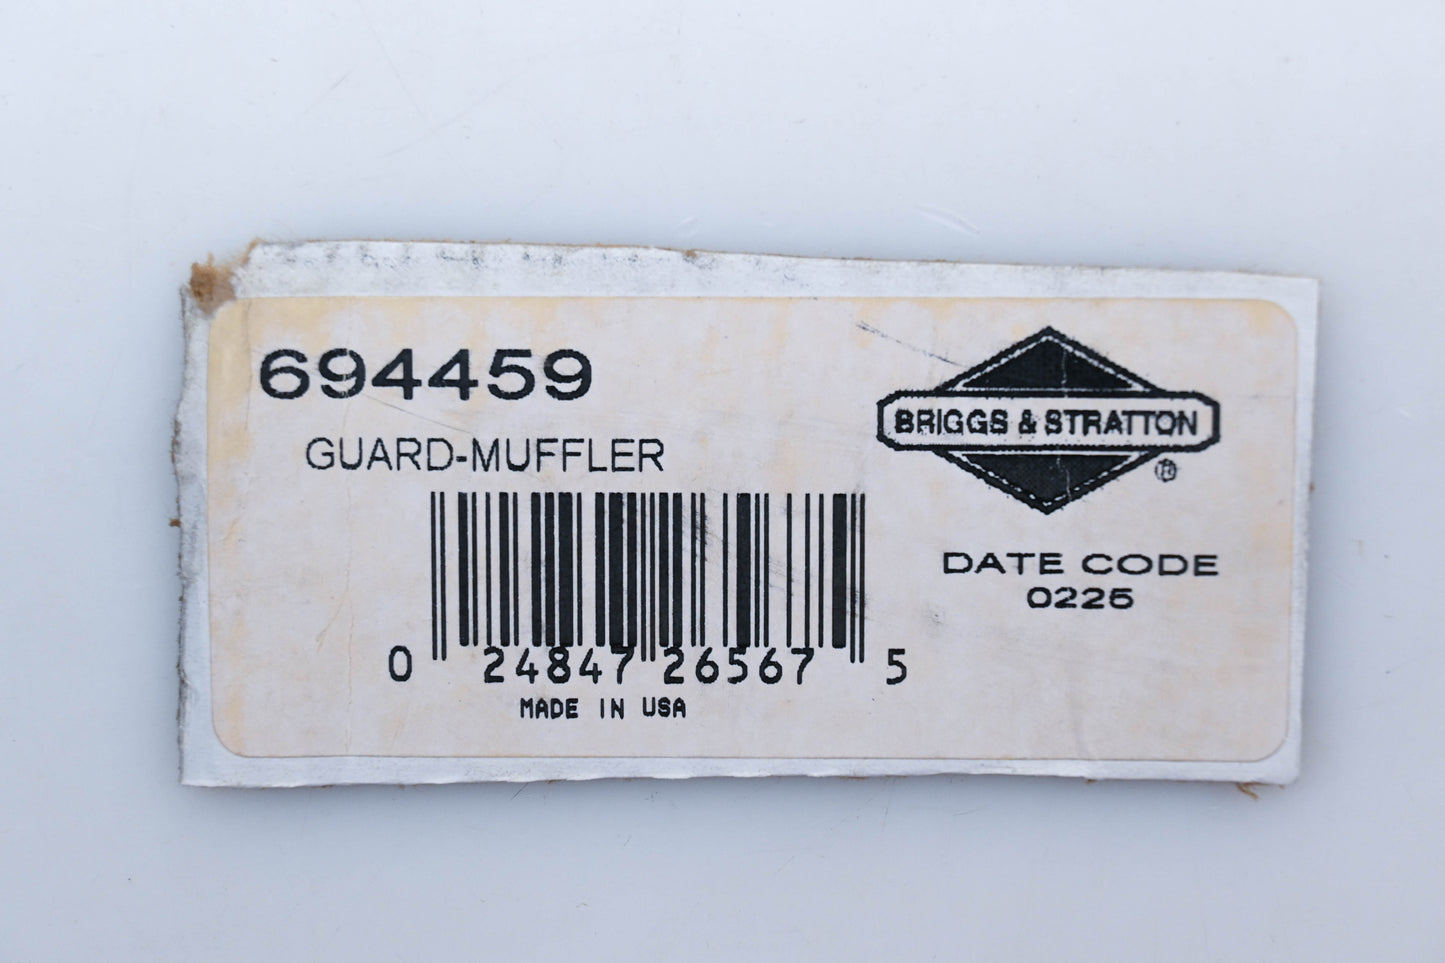 694459
GUARD-MUFFLER
BRIGGS & STRATTON
®
DATE CODE
0225
0 24847 26567 5
MADE IN USA